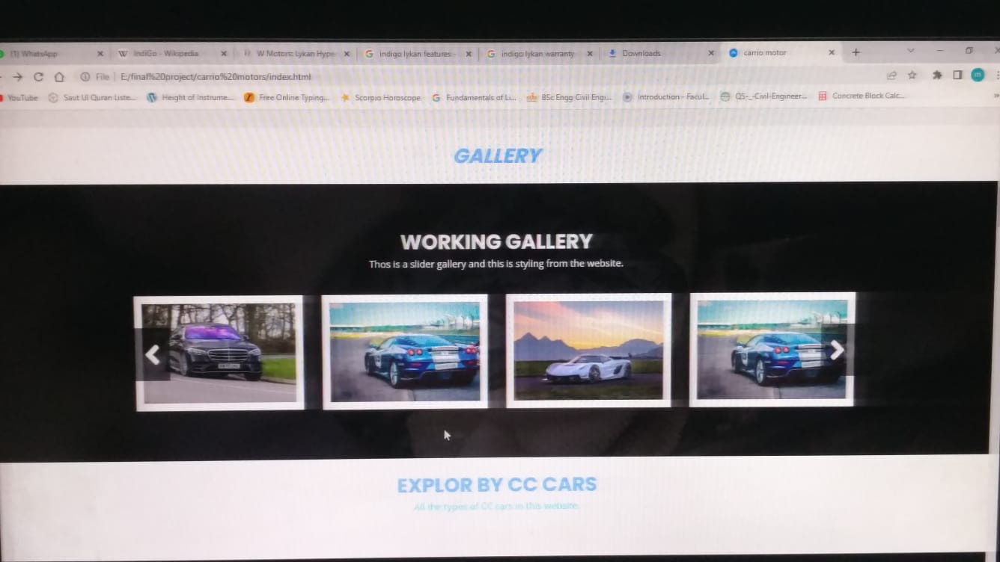 (1) WhatsApp
IndiGo - Wikipedia
W Motors Lykan Hype
indigo lykan features -
indigo lykan warranty
Downloads
carrio motor
File | E:/final%20project/carrio%20motors/index.html
YouTube
Saut Ul Quran Liste...
Height of Instrume...
Free Online Typing...
Scorpio Horoscope
Fundamentals of Li...
BSc Engg Civil Engi...
Introduction - Facul...
QS-_-Civil-Engineer...
Concrete Block Calc...
GALLERY
WORKING GALLERY
Thos is a slider gallery and this is styling from the website.
EXPLOR BY CC CARS
All the types of CC cars in this website.